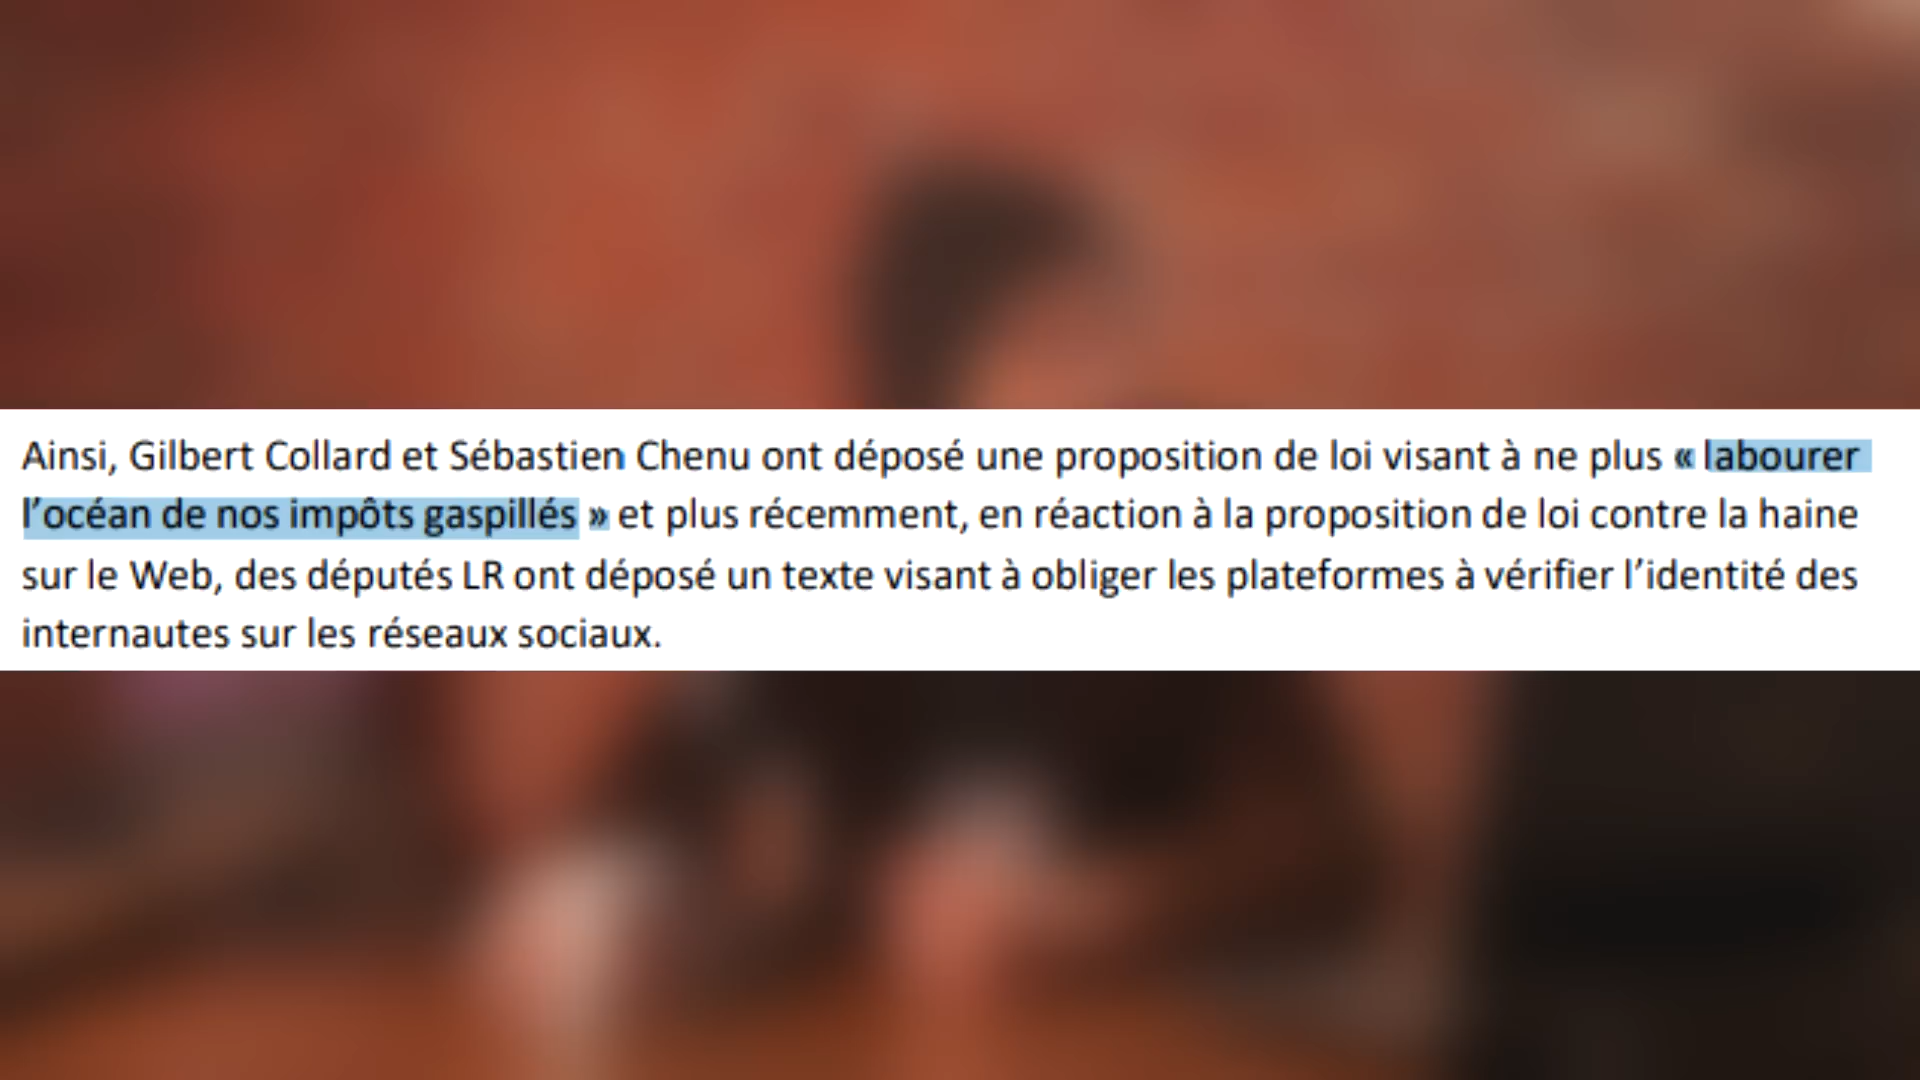 Ainsi, Gilbert Collard et Sébastien Chenu ont déposé une proposition de loi visant à ne plus « labourer
l’océan de nos impôts gaspillés » et plus récemment, en réaction à la proposition de loi contre la haine
sur le Web, des députés LR ont déposé un texte visant à obliger les plateformes à vérifier l’identité des
internautes sur les réseaux sociaux.